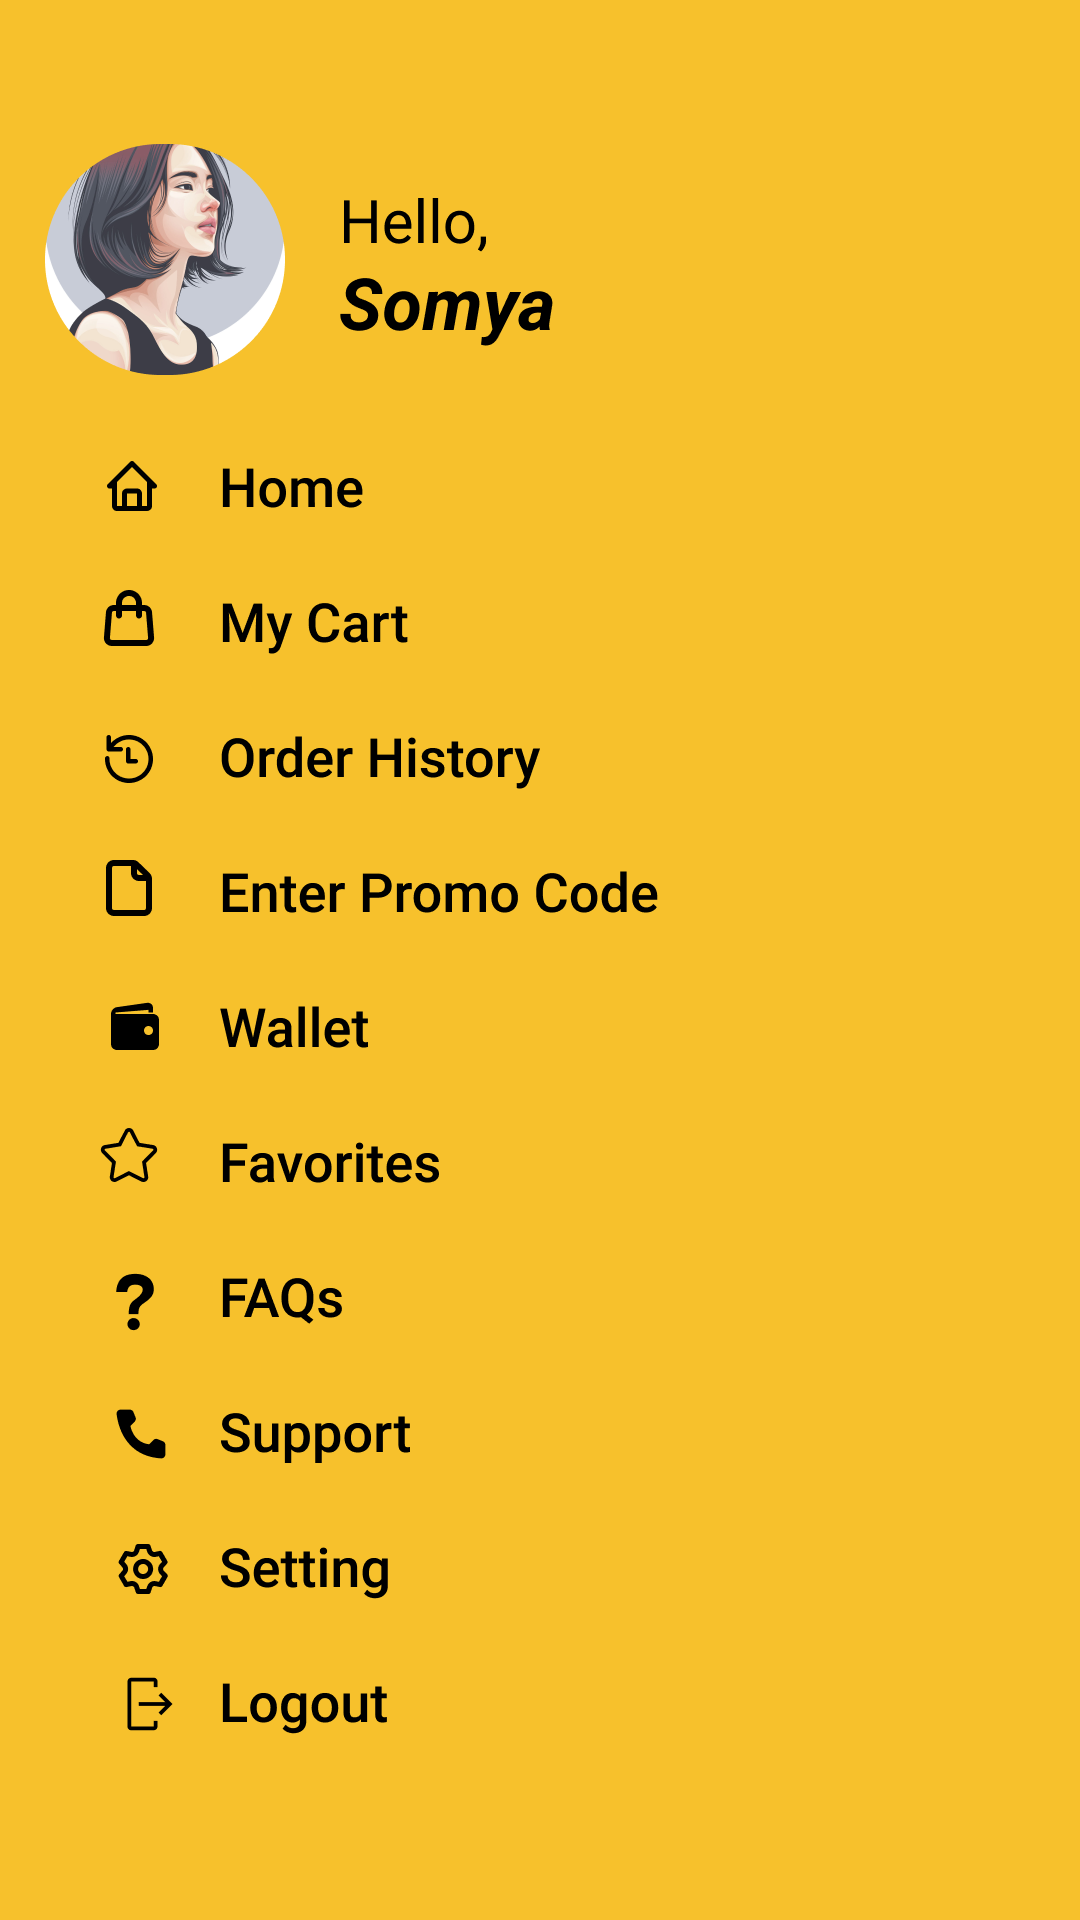 Hello,
Somya
Home
My Cart
Order History
Enter Promo Code
Wallet
Favorites
FAQs
Support
Setting
Logout